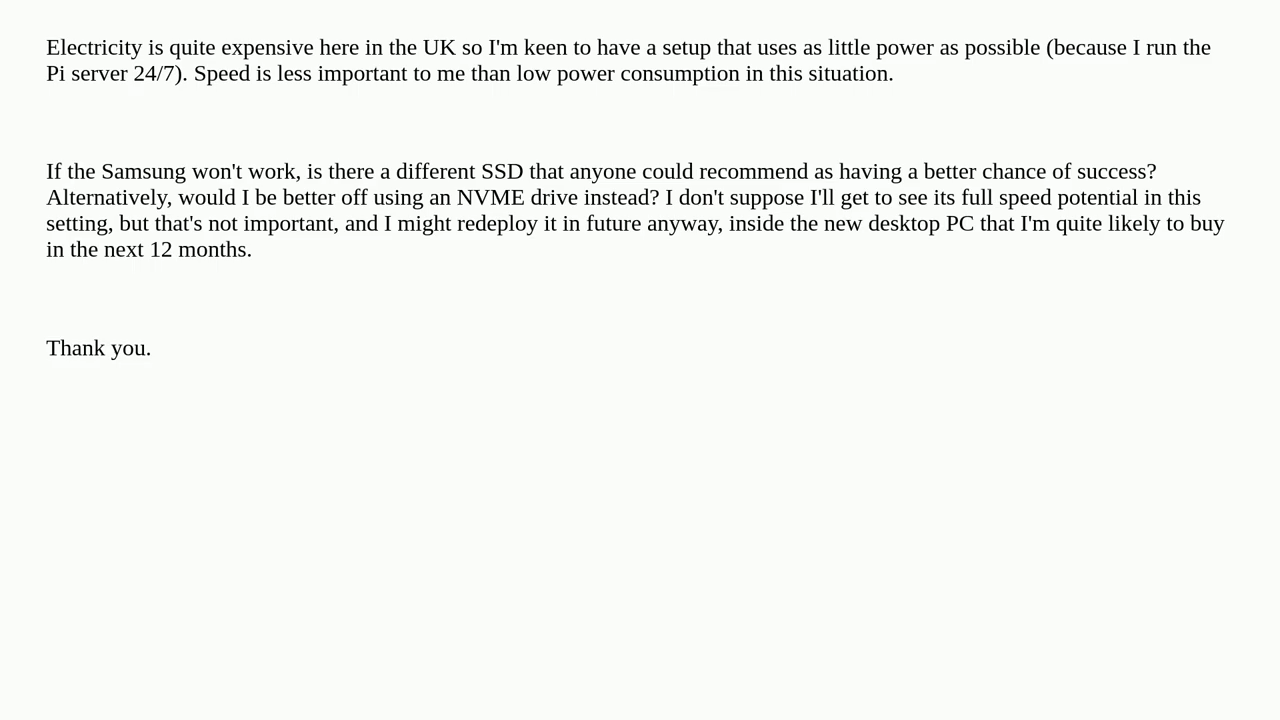 Electricity is quite expensive here in the UK so I'm keen to have a setup that uses as little power as possible (because I run the
Pi server 24/7). Speed is less important to me than low power consumption in this situation.
If the Samsung won't work, is there a different SSD that anyone could recommend as having a better chance of success?
Alternatively, would I be better off using an NVME drive instead? I don't suppose I'll get to see its full speed potential in this
setting, but that's not important, and I might redeploy it in future anyway, inside the new desktop PC that I'm quite likely to buy
in the next 12 months.
Thank you.